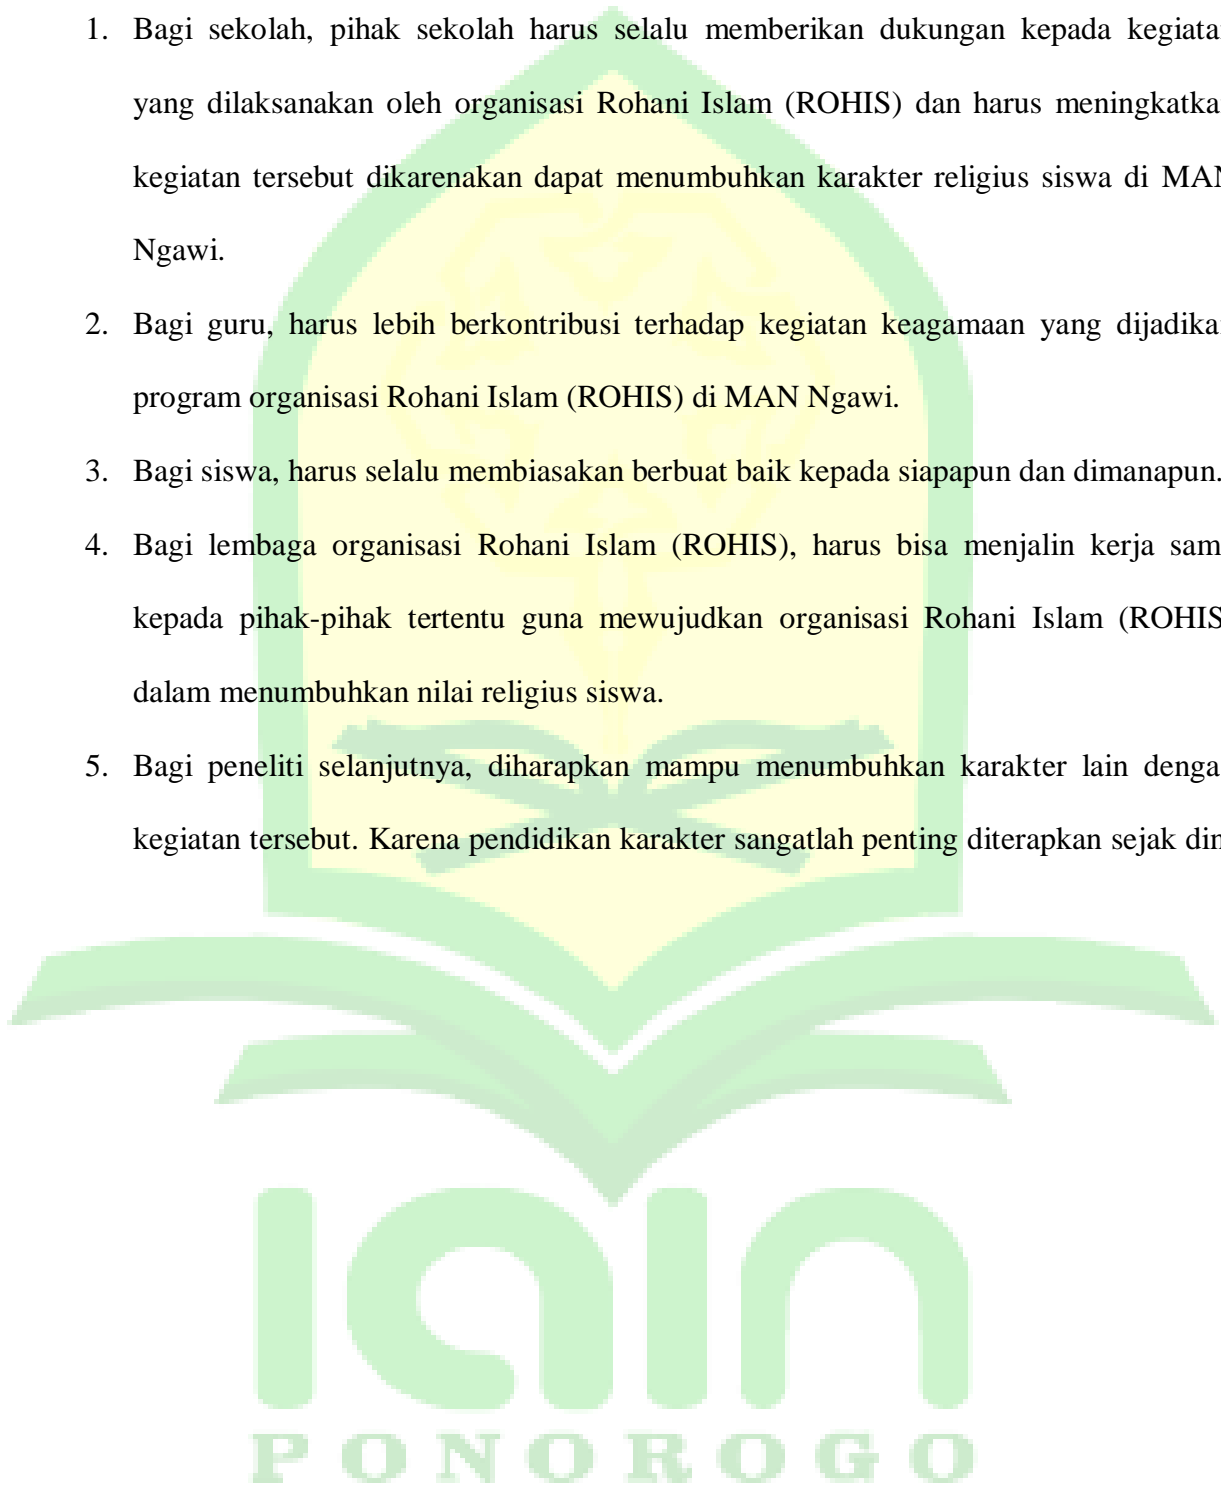 1. Bagi sekolah, pihak sekolah harus selalu memberikan dukungan kepada kegiatan
yang dilaksanakan oleh organisasi Rohani Islam (ROHIS) dan harus meningkatka
kegiatan tersebut dikarenakan dapat menumbuhkan karakter religius siswa di MAN
Ngawi.
2. Bagi guru, harus lebih berkontribusi terhadap kegiatan keagamaan yang dijadikan
program organisasi Rohani Islam (ROHIS) di MAN Ngawi.
3. Bagi siswa, harus selalu membiasakan berbuat baik kepada siapapun dan dimanapun.
4. Bagi lembaga organisasi Rohani Islam (ROHIS), harus bisa menjalin kerja sam
kepada pihak-pihak tertentu guna mewujudkan organisasi Rohani Islam (ROHIS
dalam menumbuhkan nilai religius siswa.
5. Bagi peneliti selanjutnya, diharapkan mampu menumbuhkan karakter lain denga
kegiatan tersebut. Karena pendidikan karakter sangatlah penting diterapkan sejak din
iain
PONOROGO